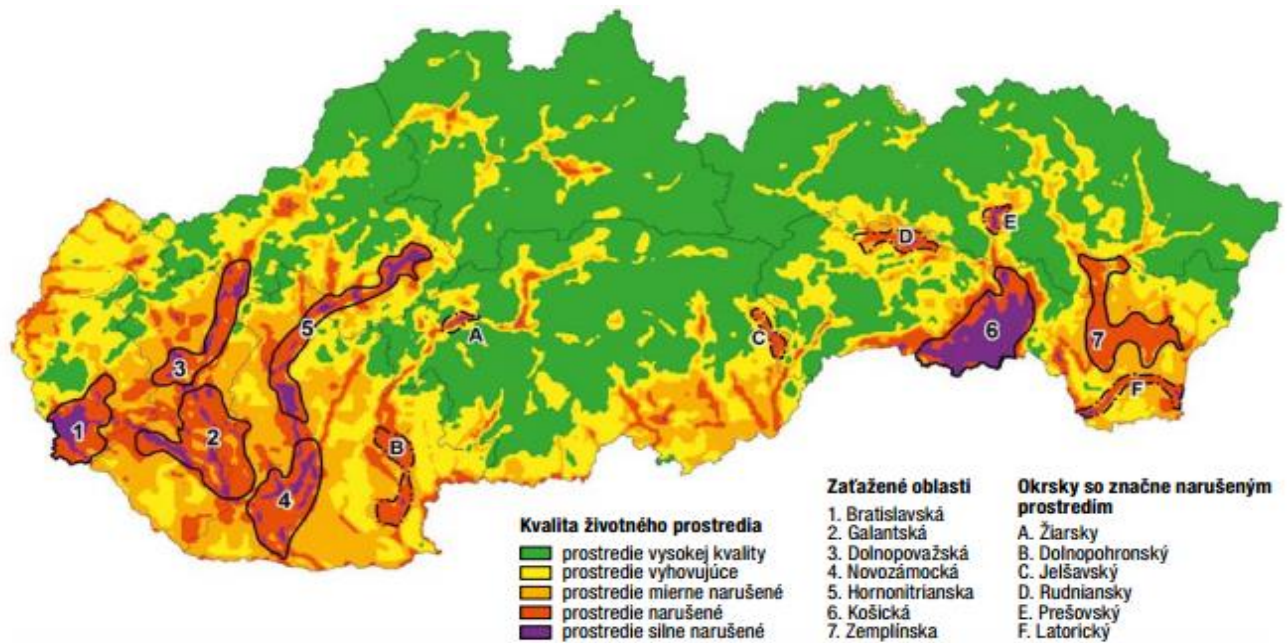 E
D
A
5
C
6
7
3
F
1
2
B
4
Kvalita životného prostredia
prostredie vysokej kvality
prostredie vyhovujúce
prostredie mierne narušené
prostredie narušené
prostredie silne narušené
Zaťažené oblasti
1. Bratislavská
2. Galantská
3. Dolnopovažská
4. Novozámocká
5. Hornonitrianska
6. Košická
7. Zemplínska
Okrsky so značne narušeným
prostredím
A. Žiarsky
B. Dolnopohronský
C. Jelšavský
D. Rudniansky
E. Prešovský
F. Latorický